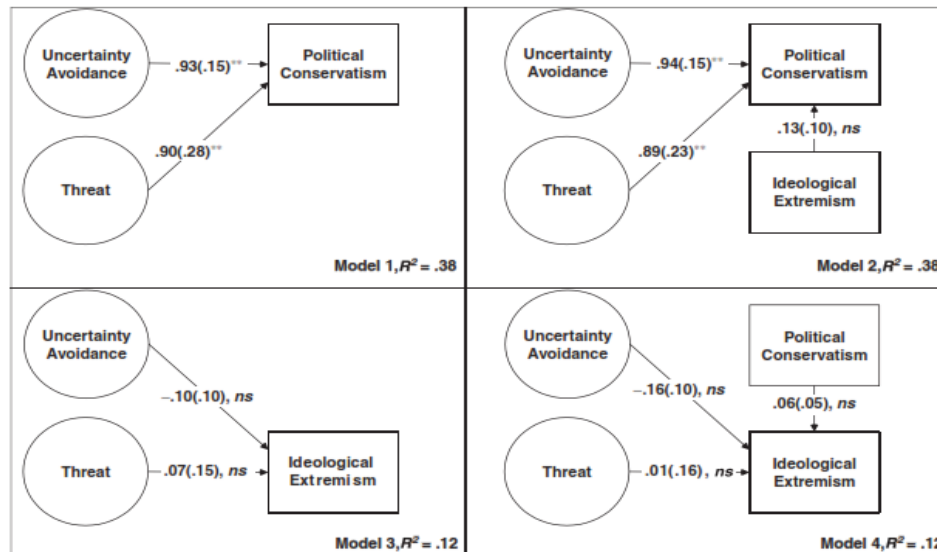 Uncertainty
Avoidance
.93(.15)**
Political
Conservatism
.90(.28)**
Threat
Model 1,R² = .38
Uncertainty
Avoidance
.94(.15)**
Political
Conservatism
.13(.10), ns
.89(.23)**
Threat
Ideological
Extremism
Model 2,R² = .38
Uncertainty
Avoidance
–.10(.10), ns
Threat
.07(.15), ns
Ideological
Extremism
Model 3,R² = .12
Uncertainty
Avoidance
Political
Conservatism
–.16(.10), ns
.06(.05), ns
Threat
.01(.16), ns
Ideological
Extremism
Model 4,R² = .12